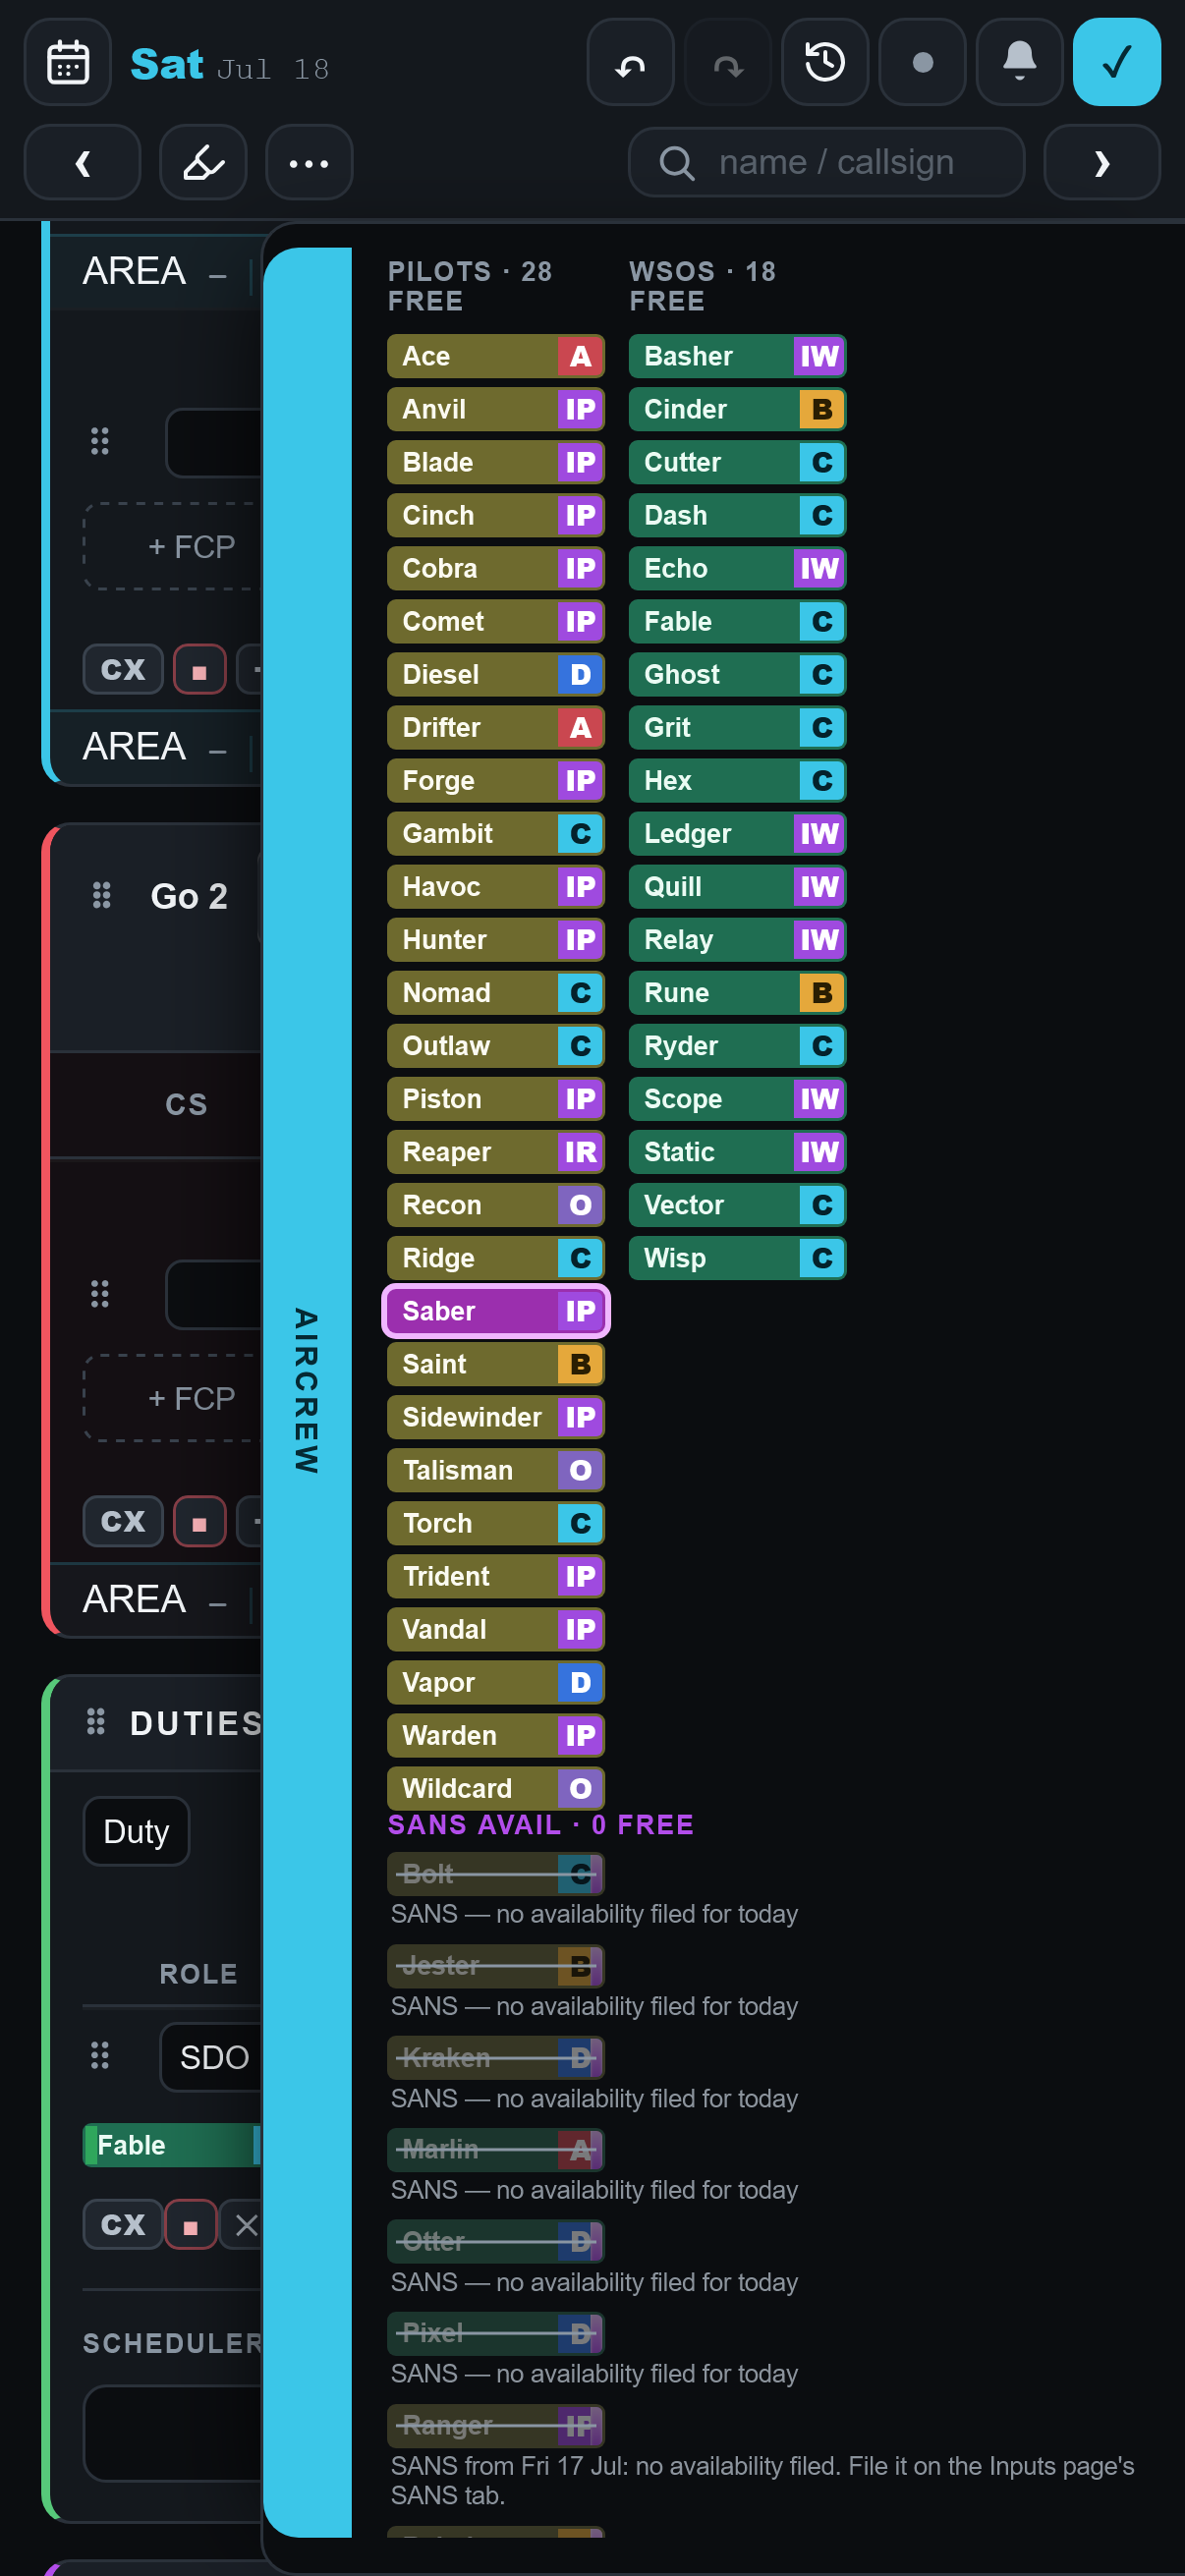 Sat Jul 18
name / callsign
AREA –
+ FCP
CX
AREA –
Go 2
CS
+ FCP
CX
AREA –
DUTIES
Duty
ROLE
SDO
Fable
CX
SCHEDULER
AIRCREW
PILOTS · 28 FREE
Ace A
Anvil IP
Blade IP
Cinch IP
Cobra IP
Comet IP
Diesel D
Drifter A
Forge IP
Gambit C
Havoc IP
Hunter IP
Nomad C
Outlaw C
Piston IP
Reaper IR
Recon O
Ridge C
Saber IP
Saint B
Sidewinder IP
Talisman O
Torch C
Trident IP
Vandal IP
Vapor D
Warden IP
Wildcard O
WSOS · 18 FREE
Basher IW
Cinder B
Cutter C
Dash C
Echo IW
Fable C
Ghost C
Grit C
Hex C
Ledger IW
Quill IW
Relay IW
Rune B
Ryder C
Scope IW
Static IW
Vector C
Wisp C
SANS AVAIL · 0 FREE
Bolt C
SANS — no availability filed for today
Jester B
SANS — no availability filed for today
Kraken D
SANS — no availability filed for today
Marlin A
SANS — no availability filed for today
Otter D
SANS — no availability filed for today
Pixel D
SANS — no availability filed for today
Ranger IP
SANS from Fri 17 Jul: no availability filed. File it on the Inputs page's
SANS tab.